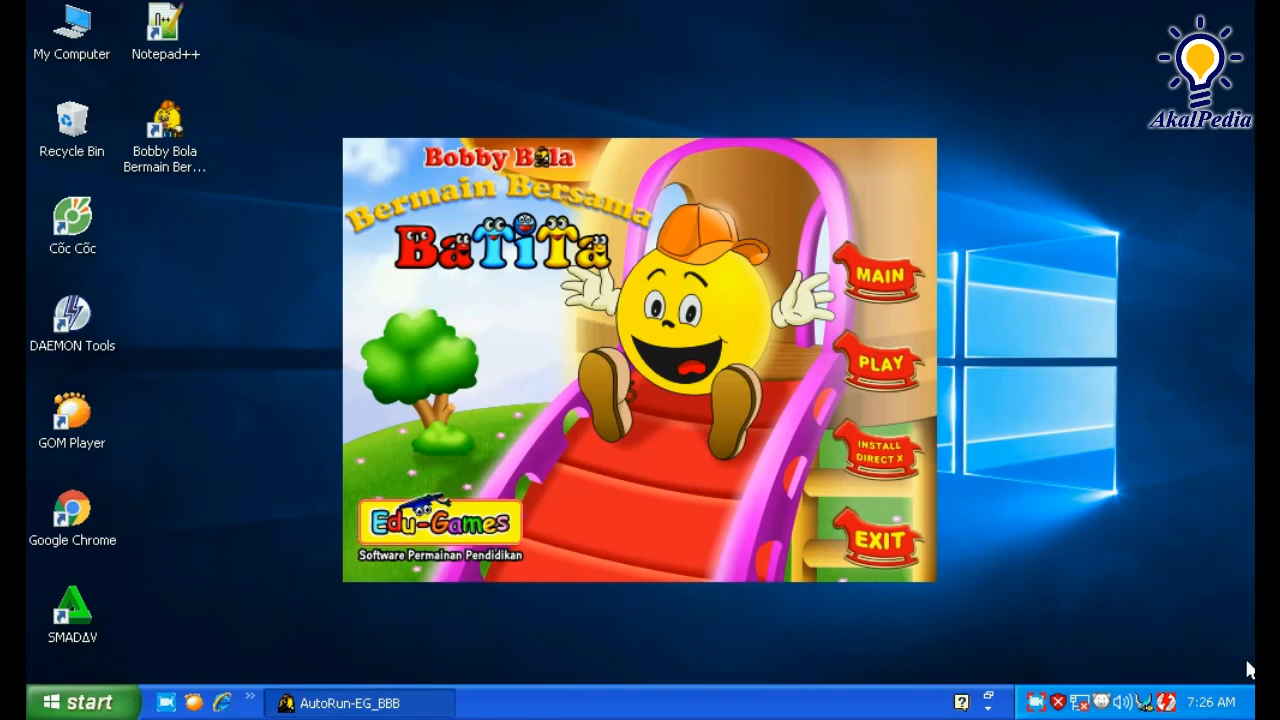 My Computer
Notepad++
AkalPedia
Recycle Bin
Bobby Bola
Bermain Ber...
Cốc Cốc
DAEMON Tools
GOM Player
Google Chrome
SMADΔV
Bobby Bola
Bermain Bersama
BaTiTa
MAIN
PLAY
INSTALL
DIRECT X
EXIT
Edu-Games
Software Permainan Pendidikan
start
AutoRun-EG_BBB
7:26 AM